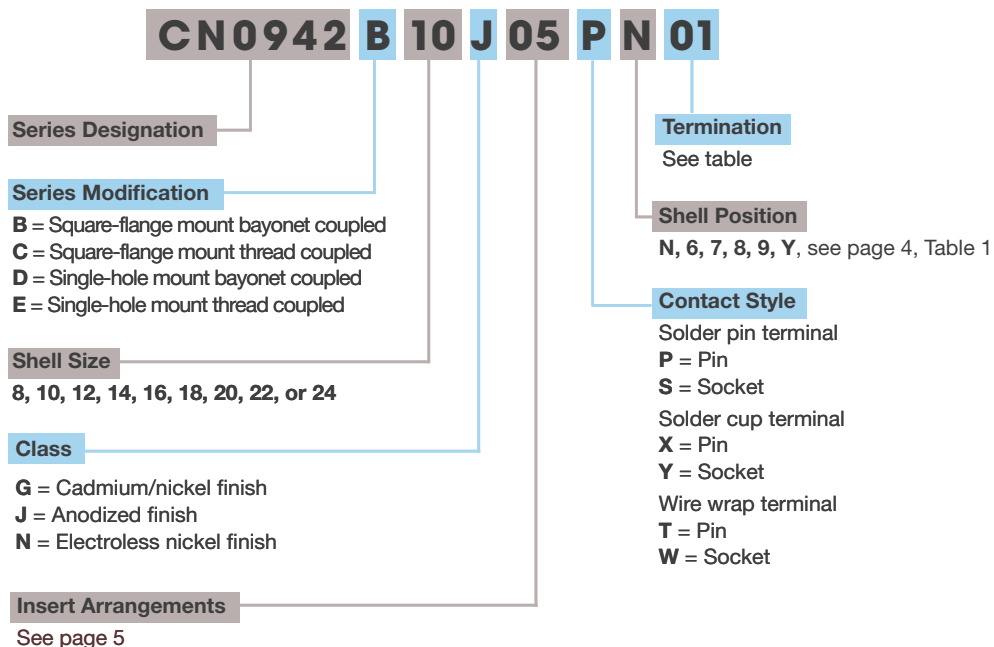 CN0942 B 10 J 05 P N 01
Series Designation
Series Modification
B = Square-flange mount bayonet coupled
C = Square-flange mount thread coupled
D = Single-hole mount bayonet coupled
E = Single-hole mount thread coupled
Shell Size
8, 10, 12, 14, 16, 18, 20, 22, or 24
Class
G = Cadmium/nickel finish
J = Anodized finish
N = Electroless nickel finish
Insert Arrangements
See page 5
Termination
See table
Shell Position
N, 6, 7, 8, 9, Y, see page 4, Table 1
Contact Style
Solder pin terminal
P = Pin
S = Socket
Solder cup terminal
X = Pin
Y = Socket
Wire wrap terminal
T = Pin
W = Socket